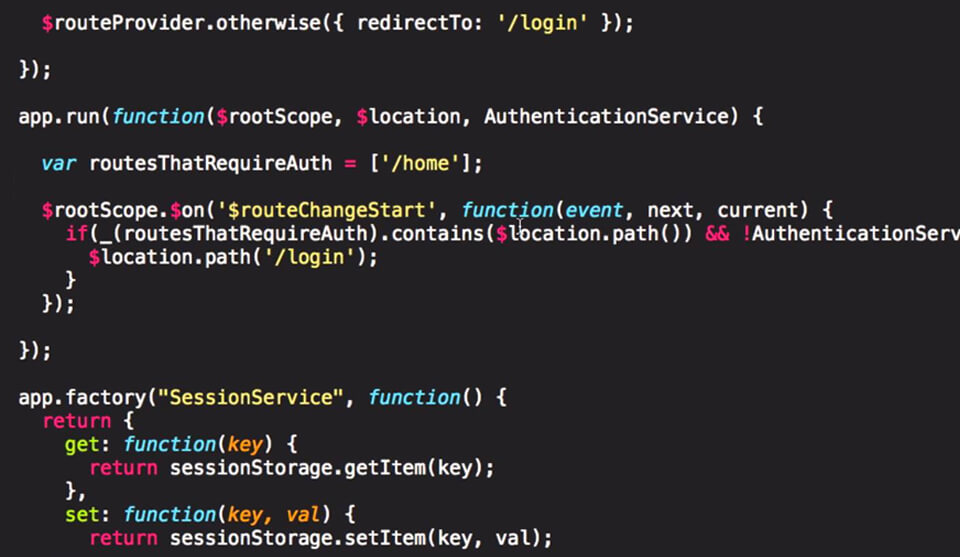 $routeProvider.otherwise({ redirectTo: '/login' });
});
app.run(function($rootScope, $location, AuthenticationService) {
var routesThatRequireAuth = ['/home'];
$rootScope.$on('$routeChangeStart', function(event, next, current) {
if(_(routesThatRequireAuth).contains($location.path()) && !AuthenticationServ
$location.path('/login');
}
});
});
app.factory("SessionService", function() {
return {
get: function(key) {
return sessionStorage.getItem(key);
},
set: function(key, val) {
return sessionStorage.setItem(key, val);